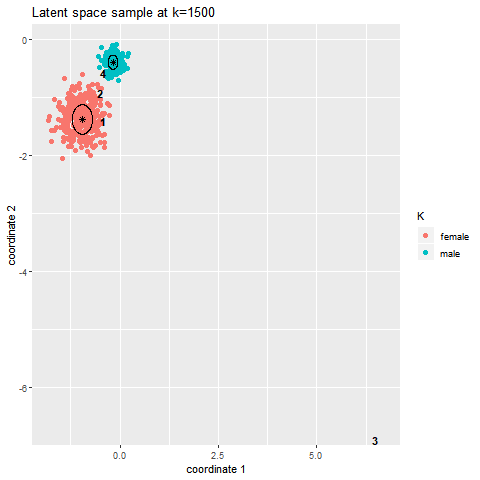 Latent space sample at k=1500
0
-2
-4
-6
coordinate 2
4
2
1
3
0.0
2.5
5.0
coordinate 1
K
female
male